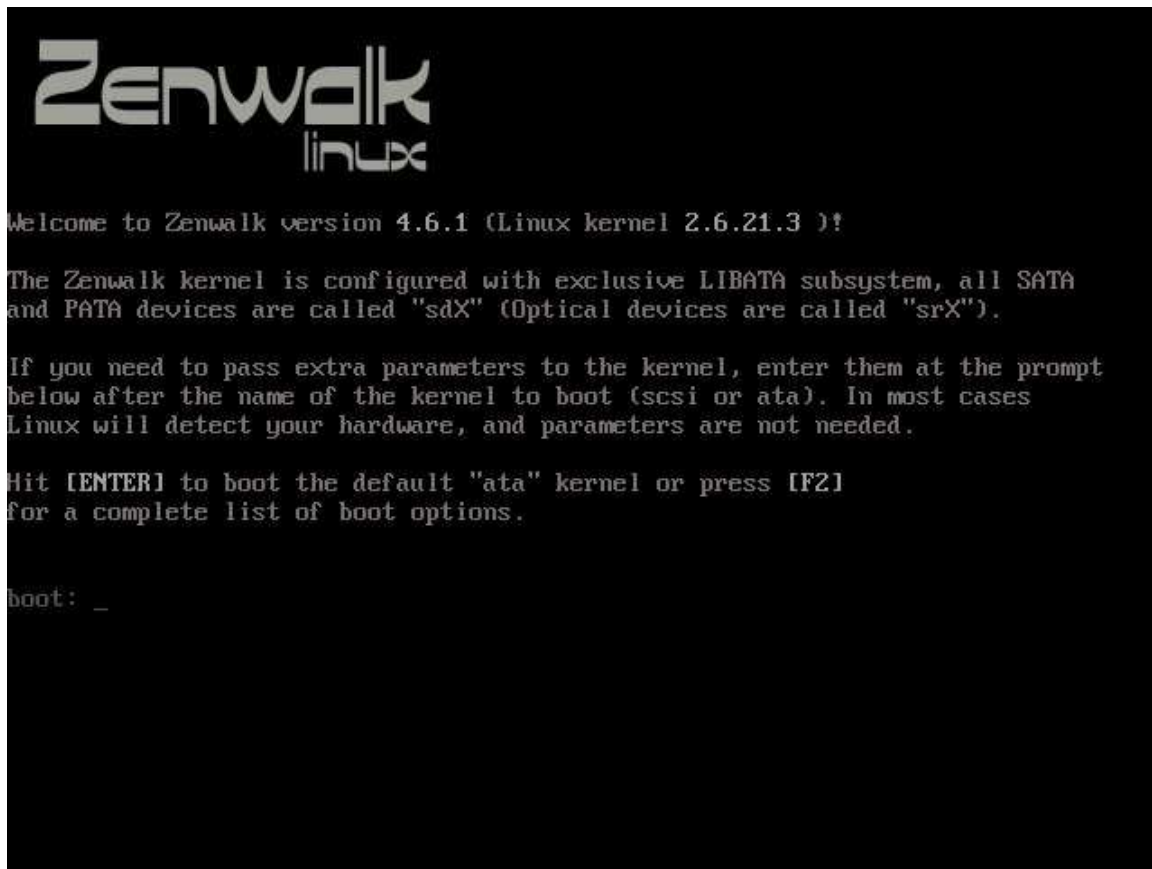 Zenwalk
linux
Welcome to Zenwalk version 4.6.1 (Linux kernel 2.6.21.3 )!
The Zenwalk kernel is configured with exclusive LIBATA subsystem, all SATA
and PATA devices are called "sdX" (Optical devices are called "srX").
If you need to pass extra parameters to the kernel, enter them at the prompt
below after the name of the kernel to boot (scsi or ata). In most cases
Linux will detect your hardware, and parameters are not needed.
Hit [ENTER] to boot the default "ata" kernel or press [F2]
for a complete list of boot options.
boot: _